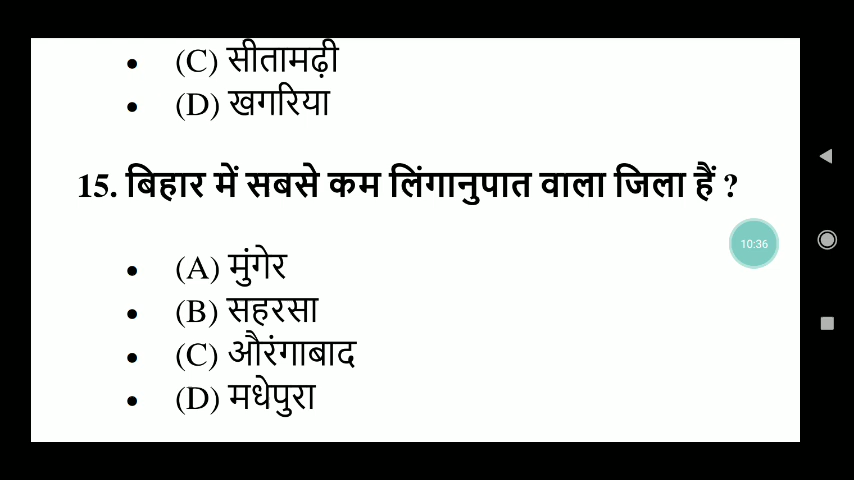 • (C) सीतामढ़ी
• (D) खगरिया
15. बिहार में सबसे कम लिंगानुपात वाला जिला हैं ?
10:36
• (A) मुंगेर
• (B) सहरसा
• (C) औरंगाबाद
• (D) मधेपुरा